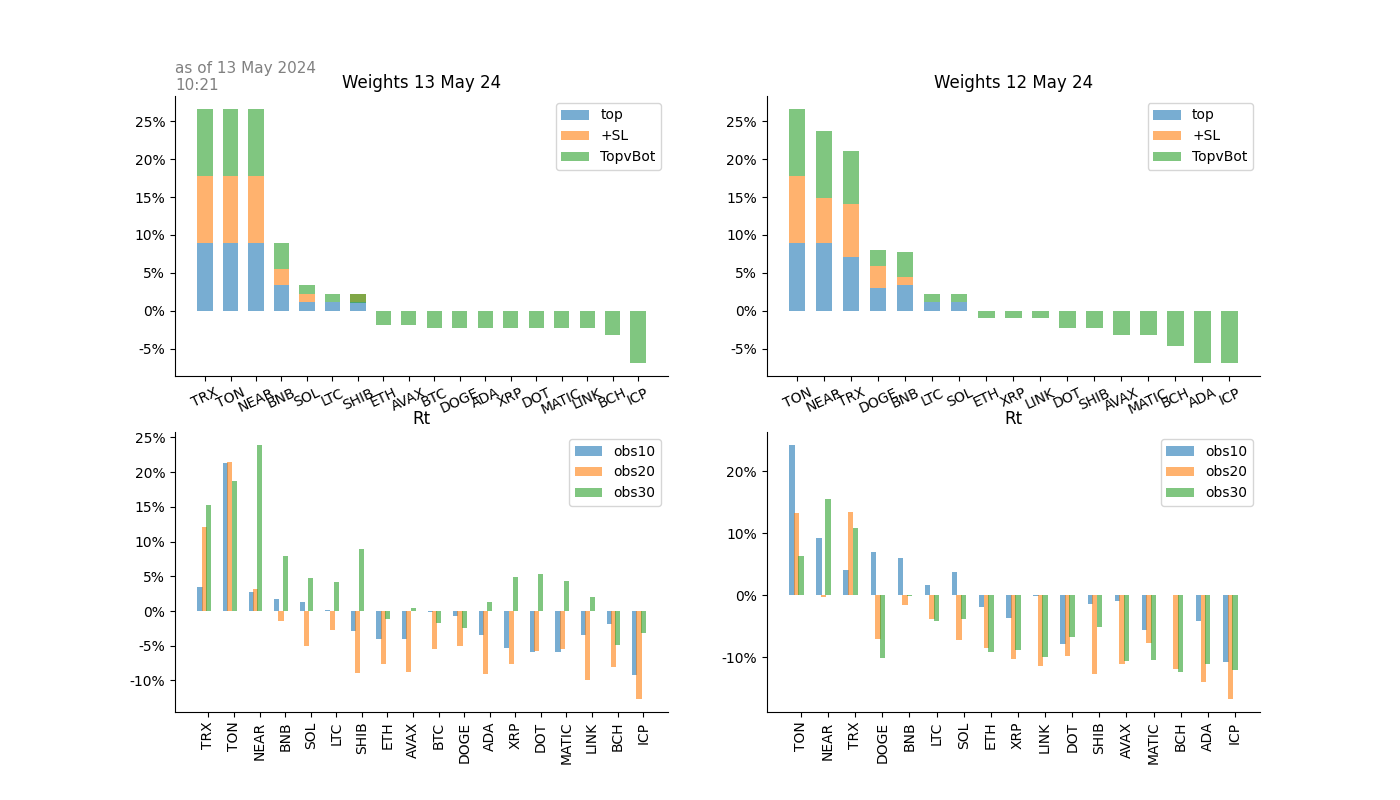 as of 13 May 2024
10:21
Weights 13 May 24
25%
20%
15%
10%
5%
0%
-5%
top
+SL
TopvBot
TRX TON NEAR BNB SOL LTC SHIB ETH AVAX BTC DOGE ADA XRP DOT MATIC LINK BCH ICP
Weights 12 May 24
25%
20%
15%
10%
5%
0%
-5%
top
+SL
TopvBot
TON NEAR TRX DOGE BNB LTC SOL ETH XRP LINK DOT SHIB AVAX MATIC BCH ADA ICP
Rt
25%
20%
15%
10%
5%
0%
-5%
-10%
obs10
obs20
obs30
TRX TON NEAR BNB SOL LTC SHIB ETH AVAX BTC DOGE ADA XRP DOT MATIC LINK BCH ICP
Rt
20%
10%
0%
-10%
obs10
obs20
obs30
TON NEAR TRX DOGE BNB LTC SOL ETH XRP LINK DOT SHIB AVAX MATIC BCH ADA ICP